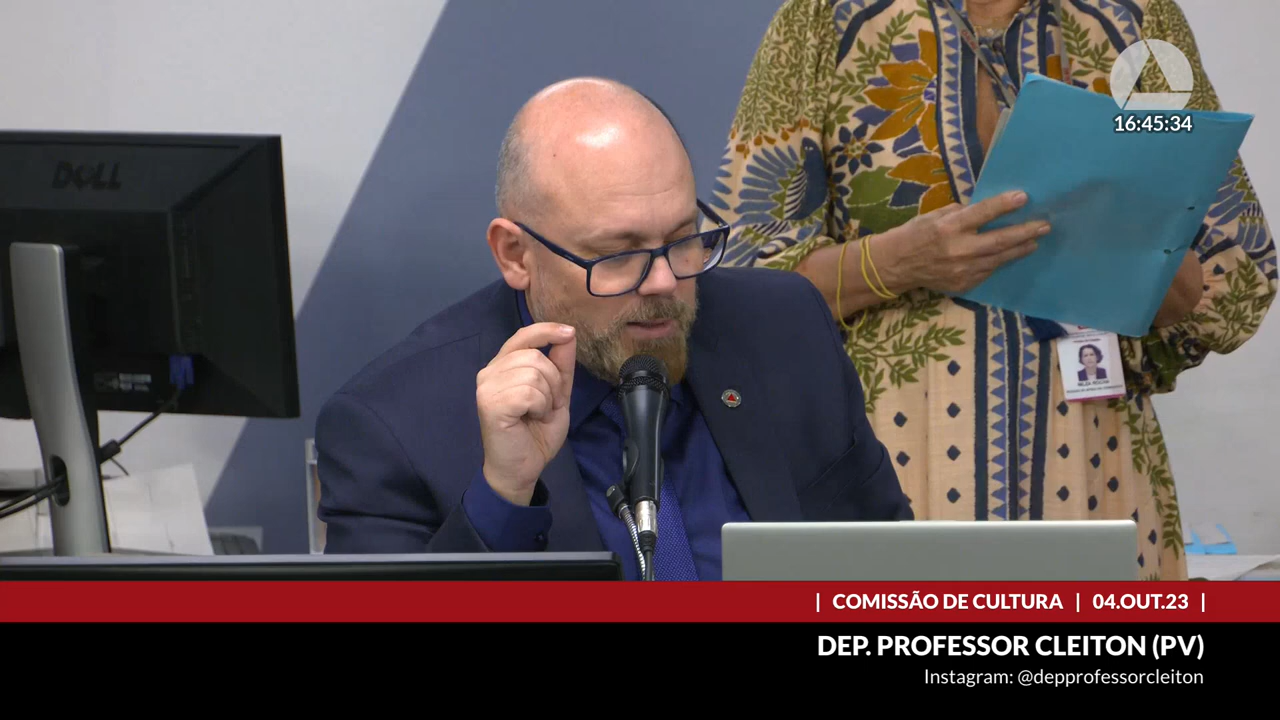 DELL
16:45:34
| COMISSÃO DE CULTURA | 04.OUT.23 |
DEP. PROFESSOR CLEITON (PV)
Instagram: @depprofessorcleiton